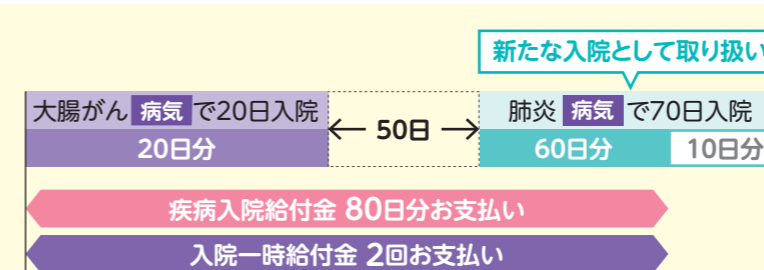 新たな入院として取り扱い
大腸がん 病気 で20日入院
50日
肺炎 病気 で70日入院
20日分
60日分
10日分
疾病入院給付金 80日分お支払い
入院一時給付金 2回お支払い